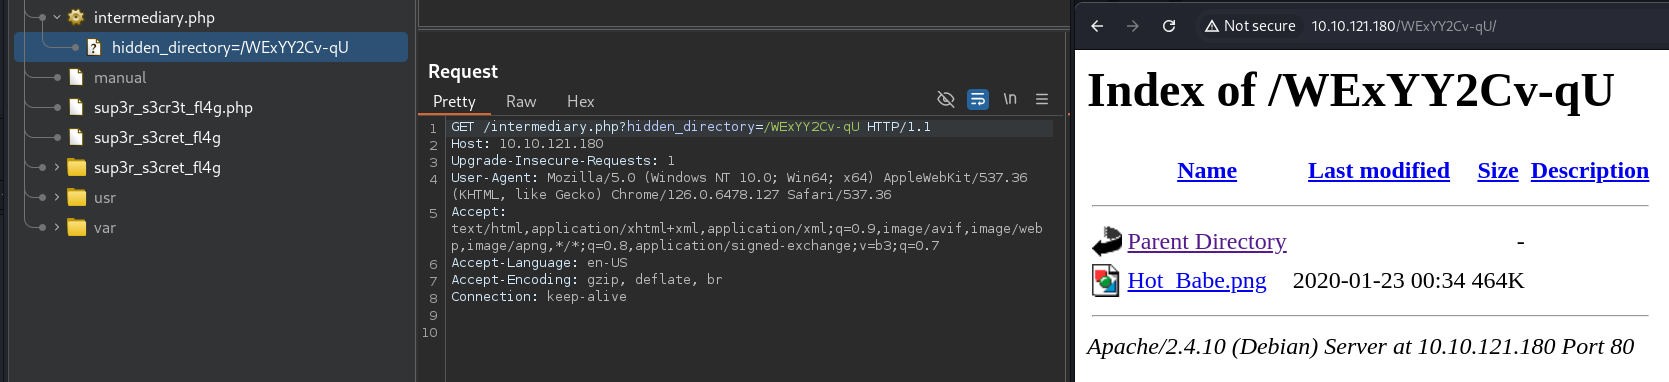 intermediary.php
hidden_directory=/WExYY2Cv-qU
manual
sup3r_s3cr3t_fl4g.php
sup3r_s3cret_fl4g
sup3r_s3cret_fl4g
usr
var
Request
Pretty Raw Hex
\n
1 GET /intermediary.php?hidden_directory=/WExYY2Cv-qU HTTP/1.1
2 Host: 10.10.121.180
3 Upgrade-Insecure-Requests: 1
4 User-Agent: Mozilla/5.0 (Windows NT 10.0; Win64; x64) AppleWebKit/537.36
(KHTML, like Gecko) Chrome/126.0.6478.127 Safari/537.36
5 Accept:
text/html,application/xhtml+xml,application/xml;q=0.9,image/avif,image/web
p,image/apng,*/*;q=0.8,application/signed-exchange;v=b3;q=0.7
6 Accept-Language: en-US
7 Accept-Encoding: gzip, deflate, br
8 Connection: keep-alive
9
10
Not secure 10.10.121.180/WExYY2Cv-qU/
Index of /WExYY2Cv-qU
Name Last modified Size Description
Parent Directory -
Hot_Babe.png 2020-01-23 00:34 464K
Apache/2.4.10 (Debian) Server at 10.10.121.180 Port 80